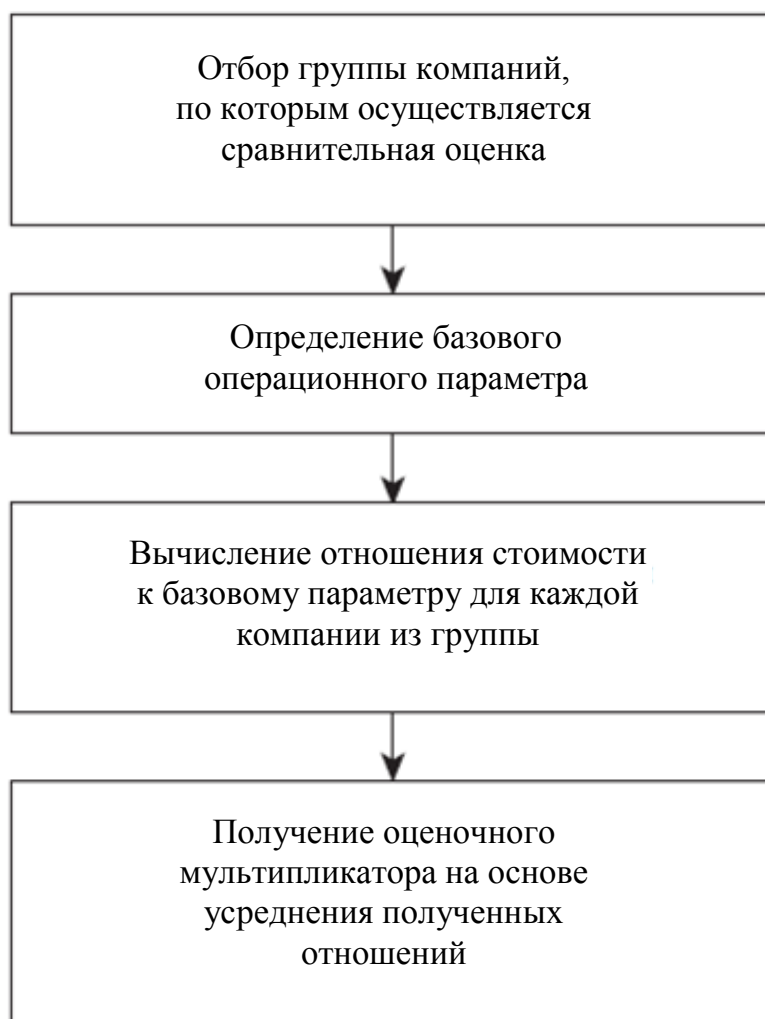 Отбор группы компаний,
по которым осуществляется
сравнительная оценка
Определение базового
операционного параметра
Вычисление отношения стоимости
к базовому параметру для каждой
компании из группы
Получение оценочного
мультипликатора на основе
усреднения полученных
отношений